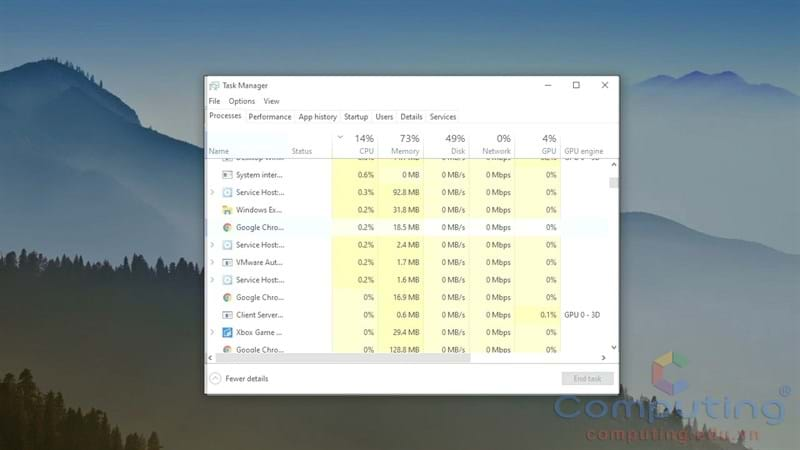 Task Manager
File Options View
Processes Performance App history Startup Users Details Services
14% 73% 49% 0% 4%
Name Status CPU Memory Disk Network GPU GPU engine
System inter... 0.6% 0 MB 0 MB/s 0 Mbps 0%
Service Host:... 0.3% 92.8 MB 0 MB/s 0 Mbps 0%
Windows Ex... 0.2% 31.8 MB 0 MB/s 0 Mbps 0%
Google Chro... 0.2% 18.5 MB 0 MB/s 0 Mbps 0%
Service Host:... 0.2% 2.4 MB 0 MB/s 0 Mbps 0%
VMware Aut... 0.2% 1.7 MB 0 MB/s 0 Mbps 0%
Service Host:... 0.2% 1.6 MB 0 MB/s 0 Mbps 0%
Google Chro... 0% 16.9 MB 0 MB/s 0 Mbps 0%
Client Server... 0% 0.6 MB 0 MB/s 0 Mbps 0.1% GPU 0 - 3D
Xbox Game ... 0% 29.4 MB 0 MB/s 0 Mbps 0%
Google Chro... 0% 128.8 MB 0 MB/s 0 Mbps 0%
Fewer details End task
Computing®
computing.edu.vn